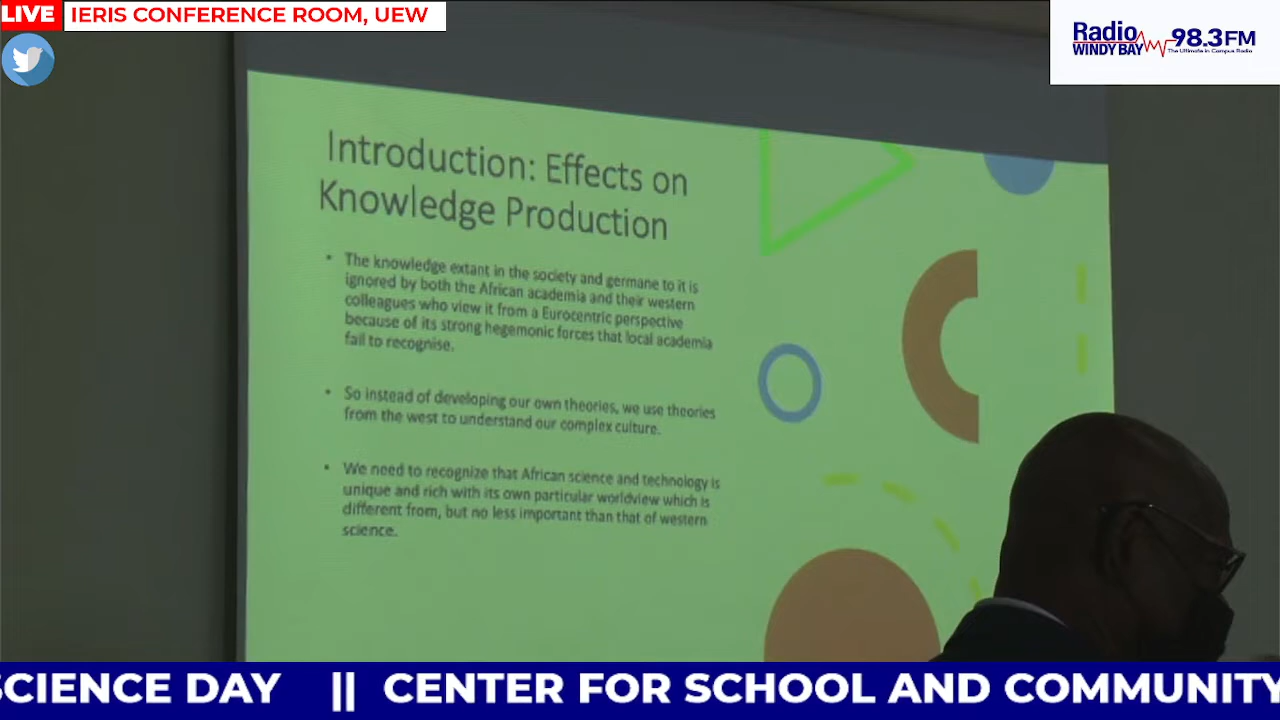 LIVE IERIS CONFERENCE ROOM, UEW
Radio
WINDY BAY
98.3FM
The Ultimate in Campus Radio
Introduction: Effects on
Knowledge Production
• The knowledge extant in the society and germane to it is
ignored by both the African academia and their western
colleagues who view it from a Eurocentric perspective
because of its strong hegemonic forces that local academia
fail to recognise.
• So instead of developing our own theories, we use theories
from the west to understand our complex culture.
• We need to recognize that African science and technology is
unique and rich with its own particular worldview which is
different from, but no less important than that of western
science.
SCIENCE DAY || CENTER FOR SCHOOL AND COMMUNITY